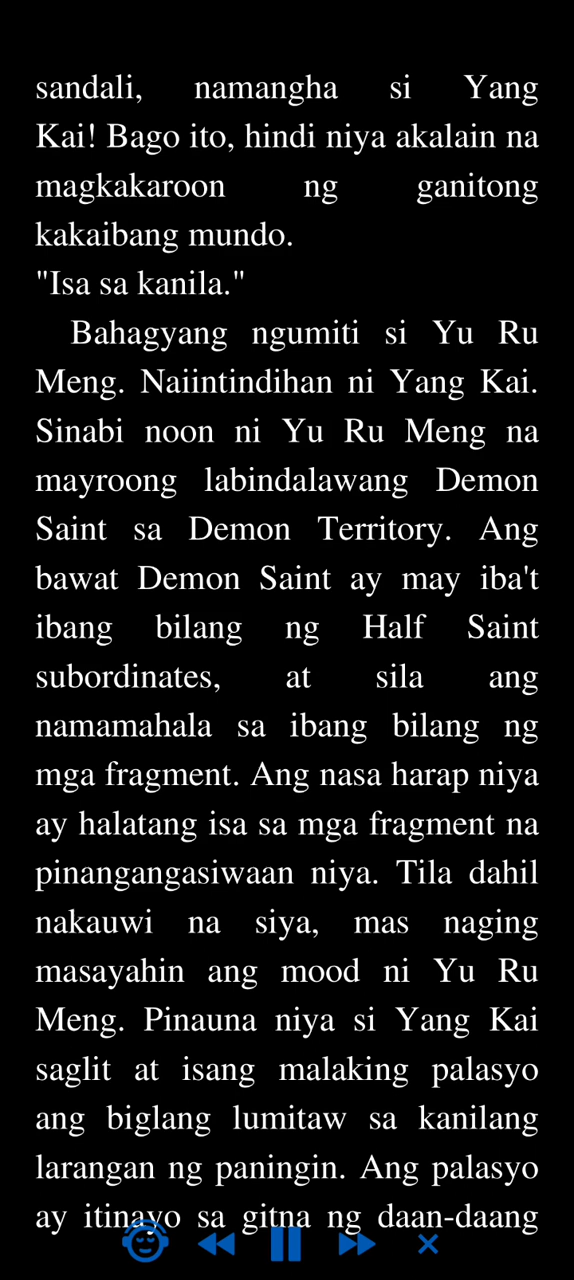 sandali, namangha si Yang
Kai! Bago ito, hindi niya akalain na
magkakaroon ng ganitong
kakaibang mundo.
"Isa sa kanila."
Bahagyang ngumiti si Yu Ru
Meng. Naiintindihan ni Yang Kai.
Sinabi noon ni Yu Ru Meng na
mayroong labindalawang Demon
Saint sa Demon Territory. Ang
bawat Demon Saint ay may iba't
ibang bilang ng Half Saint
subordinates, at sila ang
namamahala sa ibang bilang ng
mga fragment. Ang nasa harap niya
ay halatang isa sa mga fragment na
pinangangasiwaan niya. Tila dahil
nakauwi na siya, mas naging
masayahin ang mood ni Yu Ru
Meng. Pinauna niya si Yang Kai
saglit at isang malaking palasyo
ang biglang lumitaw sa kanilang
larangan ng paningin. Ang palasyo
ay itinayo sa gitna ng daan-daang